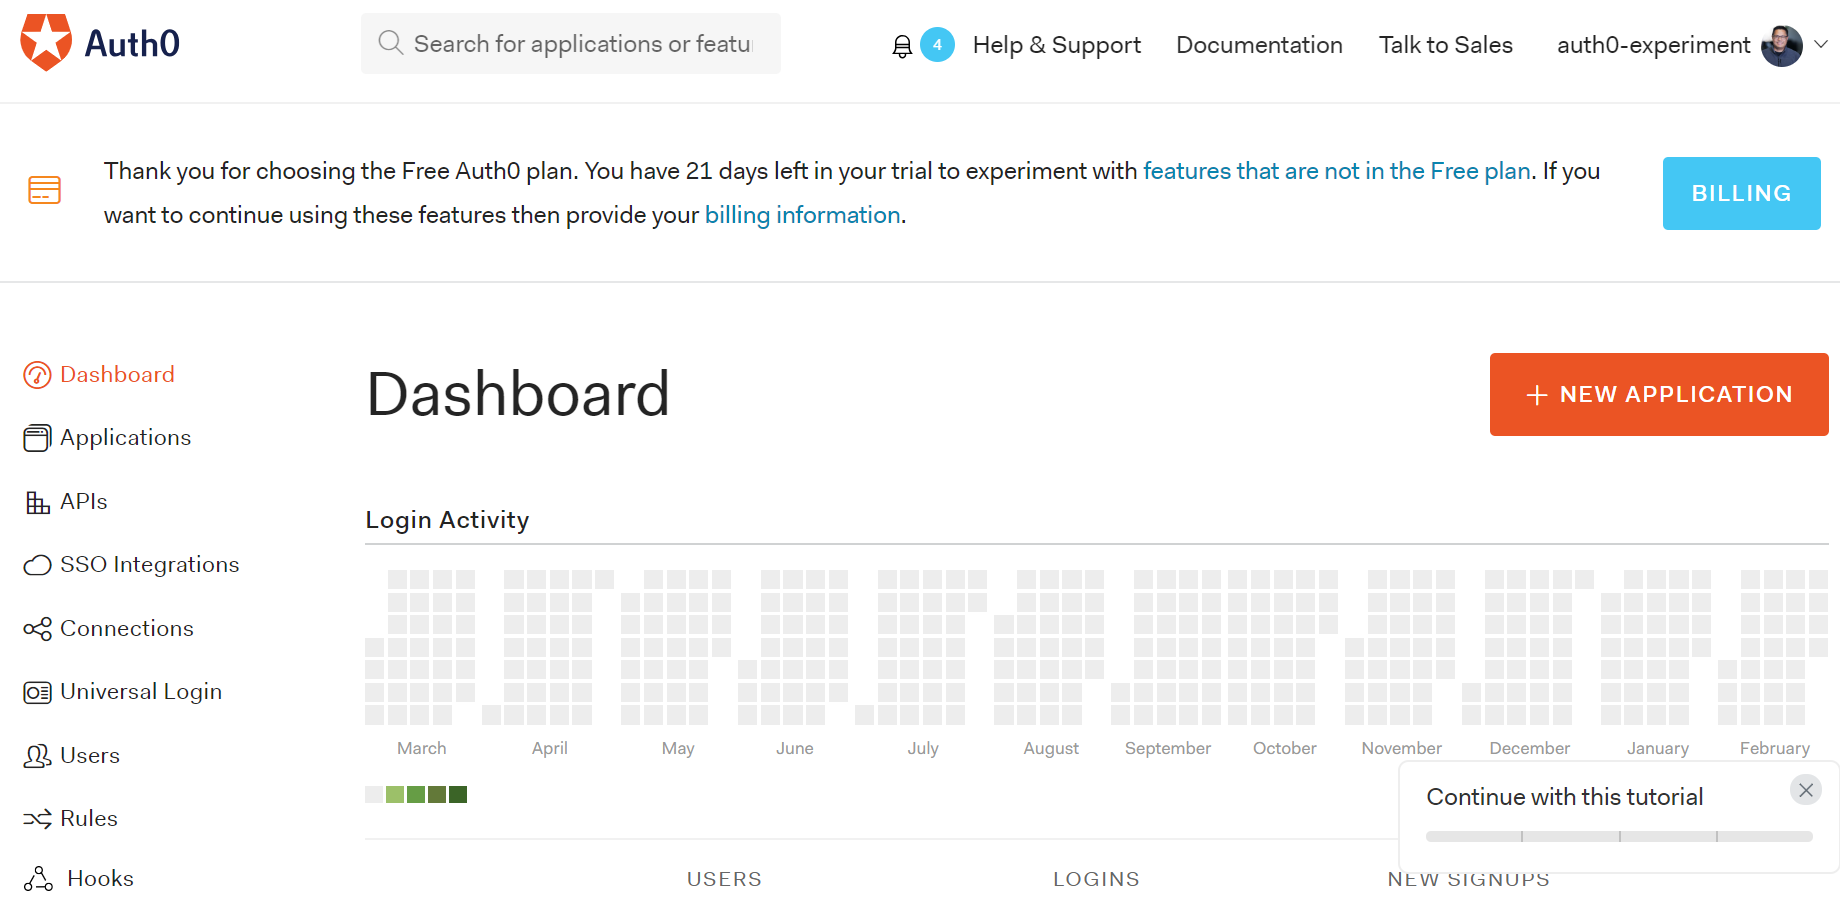 Auth0
Search for applications or featu
4
Help & Support
Documentation
Talk to Sales
auth0-experiment
Thank you for choosing the Free Auth0 plan. You have 21 days left in your trial to experiment with features that are not in the Free plan. If you
want to continue using these features then provide your billing information.
BILLING
Dashboard
Applications
APIs
SSO Integrations
Connections
Universal Login
Users
Rules
Hooks
Dashboard
+ NEW APPLICATION
Login Activity
March April May June July August September October November December January February
Continue with this tutorial
USERS LOGINS NEW SIGNUPS